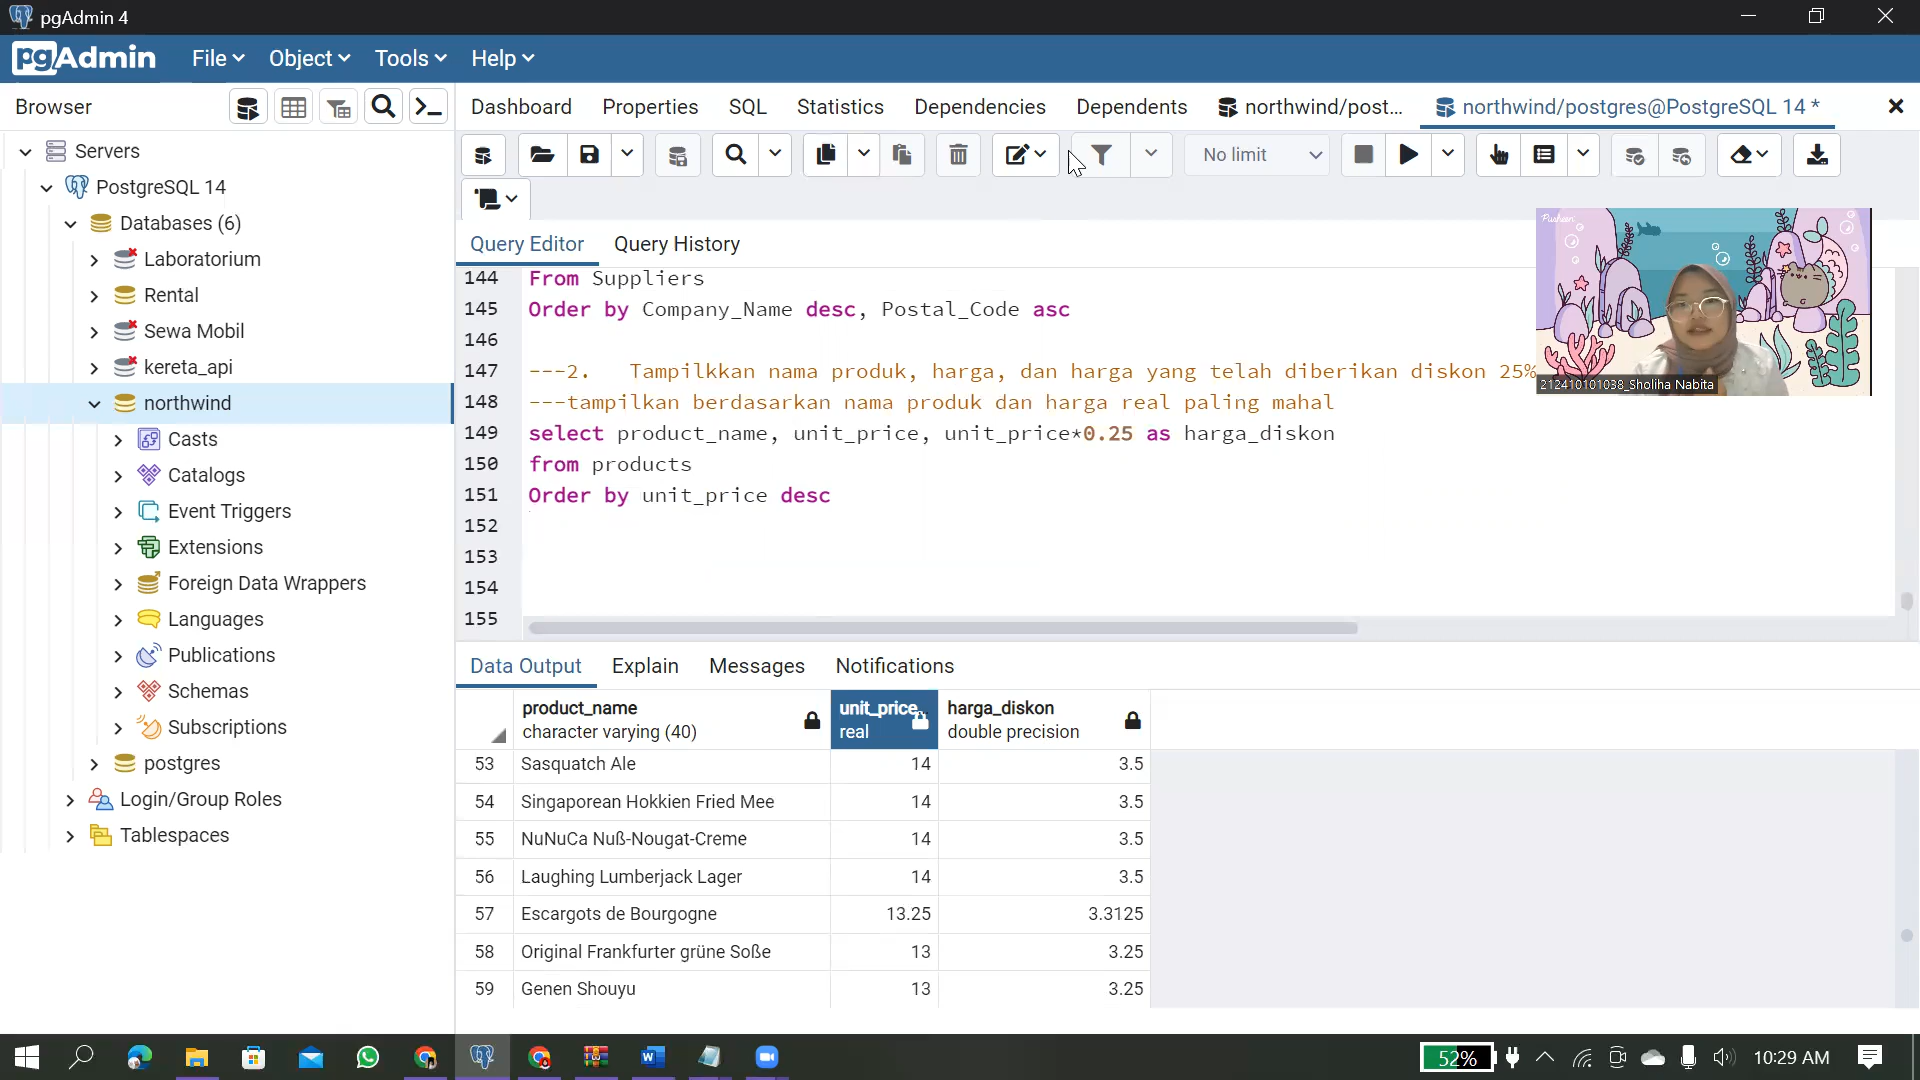 pgAdmin 4
pgAdmin
File
Object
Tools
Help
Browser
Dashboard
Properties
SQL
Statistics
Dependencies
Dependents
northwind/post...
northwind/postgres@PostgreSQL 14 *
No limit
Servers
PostgreSQL 14
Databases (6)
Laboratorium
Rental
Sewa Mobil
kereta_api
northwind
Casts
Catalogs
Event Triggers
Extensions
Foreign Data Wrappers
Languages
Publications
Schemas
Subscriptions
postgres
Login/Group Roles
Tablespaces
Query Editor
Query History
144 From Suppliers
145 Order by Company_Name desc, Postal_Code asc
146
147 ---2. Tampilkkan nama produk, harga, dan harga yang telah diberikan diskon 25%
148 ---tampilkan berdasarkan nama produk dan harga real paling mahal
149 select product_name, unit_price, unit_price*0.25 as harga_diskon
150 from products
151 Order by unit_price desc
152
153
154
155
Pusheen
212410101038_Sholiha Nabita
Data Output
Explain
Messages
Notifications
product_name
character varying (40)
unit_price
real
harga_diskon
double precision
53 Sasquatch Ale 14 3.5
54 Singaporean Hokkien Fried Mee 14 3.5
55 NuNuCa Nuß-Nougat-Creme 14 3.5
56 Laughing Lumberjack Lager 14 3.5
57 Escargots de Bourgogne 13.25 3.3125
58 Original Frankfurter grüne Soße 13 3.25
59 Genen Shouyu 13 3.25
52%
10:29 AM